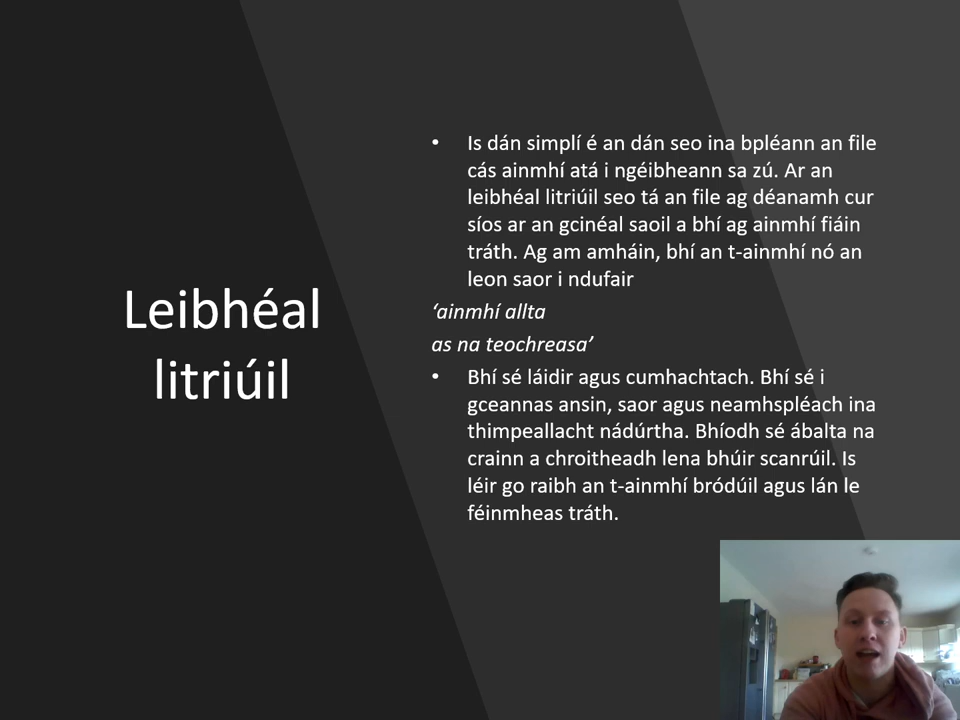 Leibhéal
litriúil
• Is dán simplí é an dán seo ina bpléann an file
cás ainmhí atá i ngéibheann sa zú. Ar an
leibhéal litriúil seo tá an file ag déanamh cur
síos ar an gcinéal saoil a bhí ag ainmhí fiáin
tráth. Ag am amháin, bhí an t-ainmhí nó an
leon saor i ndufair
‘ainmhí allta
as na teochreasa’
• Bhí sé láidir agus cumhachtach. Bhí sé i
gceannas ansin, saor agus neamhspléach ina
thimpeallacht nádúrtha. Bhíodh sé ábalta na
crainn a chroitheadh lena bhúir scanrúil. Is
léir go raibh an t-ainmhí bródúil agus lán le
féinmheas tráth.